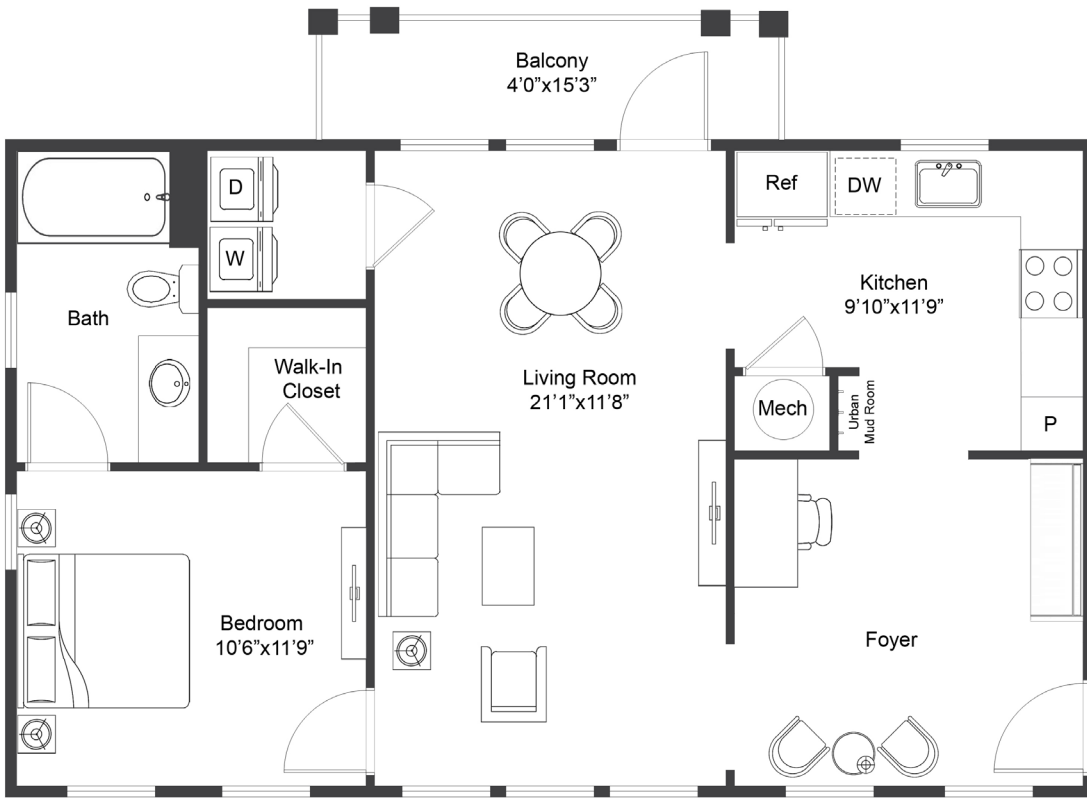 Balcony
4’0”x15’3”
D
W
Ref
DW
Kitchen
9’10”x11’9”
Bath
Walk-In
Closet
Living Room
21’1”x11’8”
Mech
Urban
Mud Room
P
Bedroom
10’6”x11’9”
Foyer